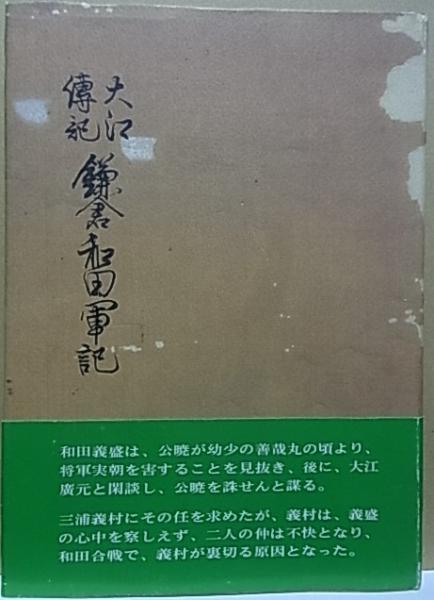 大江
傳記
鎌倉和田軍記
和田義盛は、公曉が幼少の善哉丸の頃より、
将軍実朝を害することを見抜き、後に、大江
廣元と閑談し、公曉を誅せんと謀る。
三浦義村にその任を求めたが、義村は、義盛
の心中を察しえず、二人の仲は不快となり、
和田合戦で、義村が裏切る原因となった。